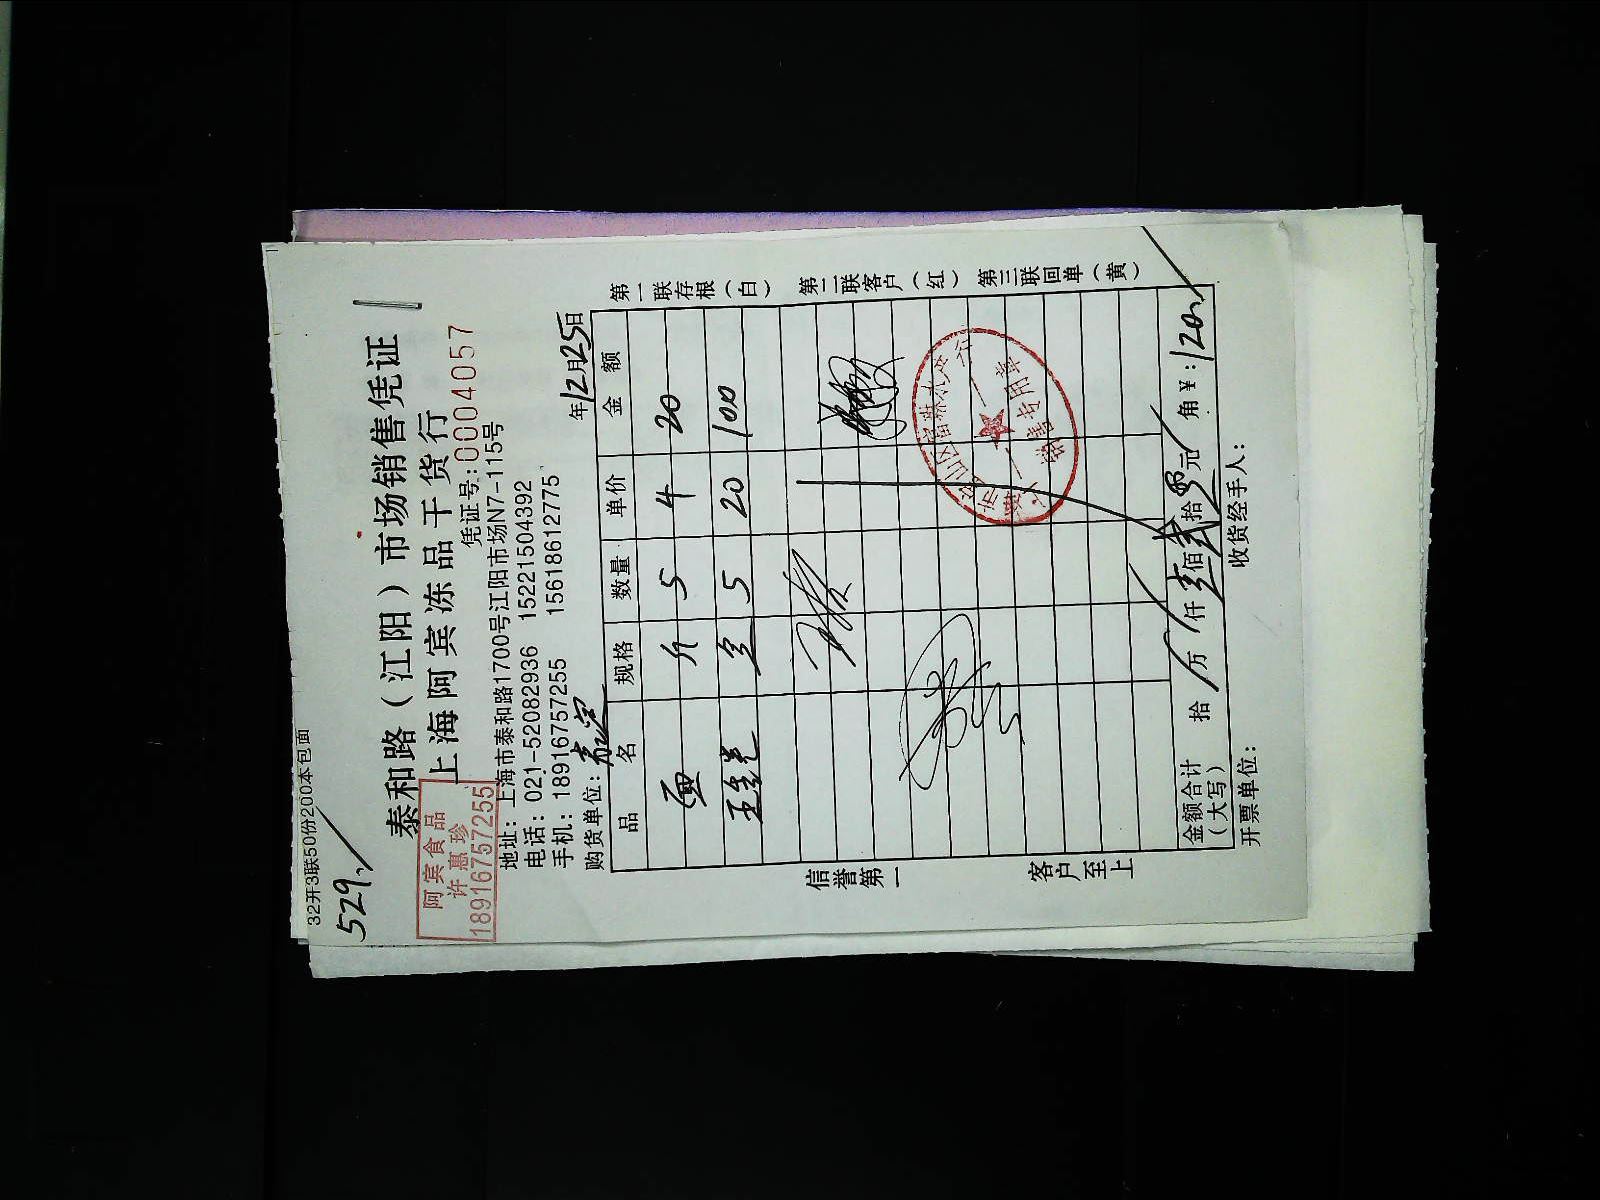 32开3联50份200本包面
529
泰和路（江阳）市场销售凭证
上海阿宾冻品干货行
阿宾食品
许惠珍
18916757255
凭证号:0004057
地址：上海市泰和路1700号江阳市场N7-115号
电话：021-52082936 15221504392
手机：18916757255 15618612775
购货单位： 年12月25日
品名 规格 数量 单价 金额
斤 5 4 20
5 20 100
信誉第一
客户至上
第一联存根（白）
第二联客户（红）
第三联回单（黄）
销售专用章
金额合计（大写） 拾 万 仟 壹佰 贰拾 元 角 ¥：120
开票单位： 收货经手人：